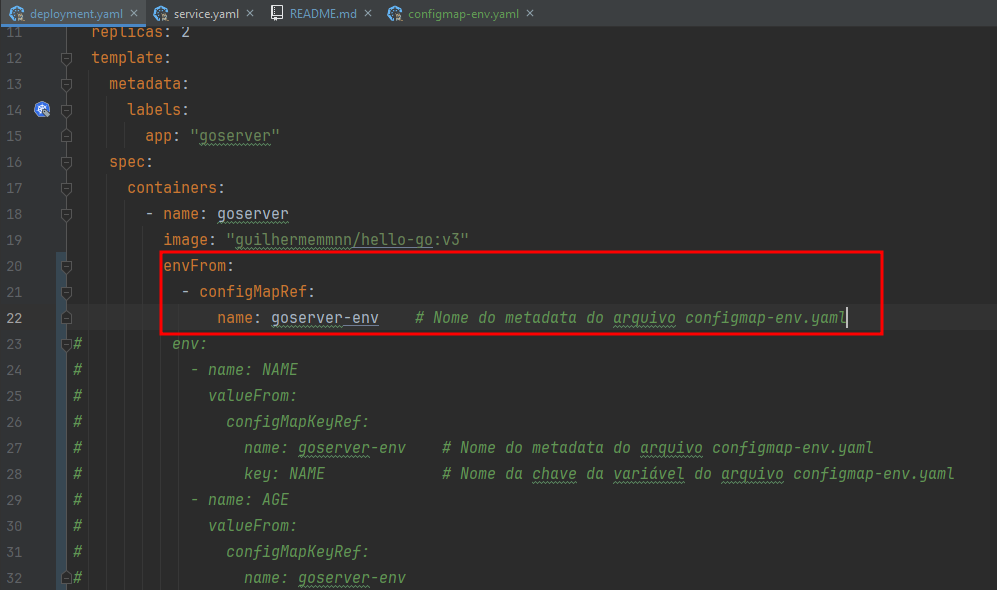 deployment.yaml × service.yaml × README.md × configmap-env.yaml ×
11 replicas: 2
12 template:
13 metadata:
14 labels:
15 app: "goserver"
16 spec:
17 containers:
18 - name: goserver
19 image: "guilhermemmnn/hello-go:v3"
20 envFrom:
21 - configMapRef:
22 name: goserver-env # Nome do metadata do arquivo configmap-env.yaml
23 # env:
24 # - name: NAME
25 # valueFrom:
26 # configMapKeyRef:
27 # name: goserver-env # Nome do metadata do arquivo configmap-env.yaml
28 # key: NAME # Nome da chave da variável do arquivo configmap-env.yaml
29 # - name: AGE
30 # valueFrom:
31 # configMapKeyRef:
32 # name: goserver-env